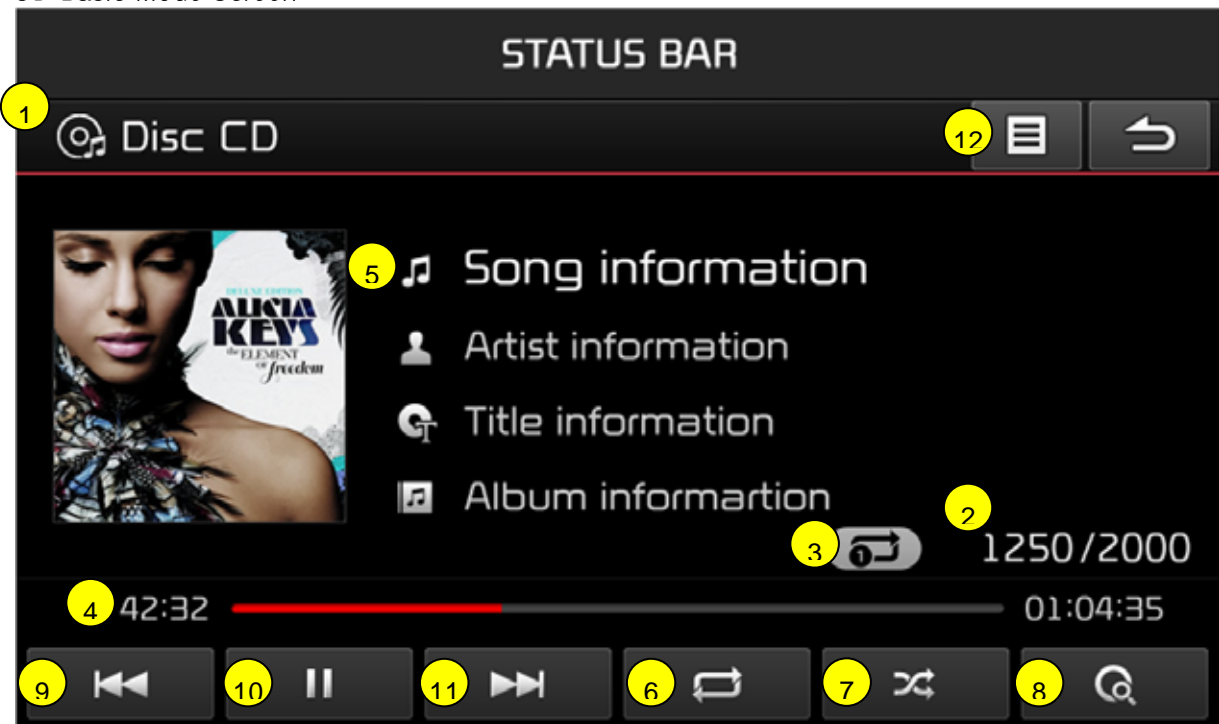 STATUS BAR
1
Disc CD
12
5
Song information
DELUXE EDITION
ALICIA
KEYS
the ELEMENT
OF freedom
Artist information
Title information
Album informartion
3
2
1250/2000
4
42:32
01:04:35
9
10
11
6
7
8